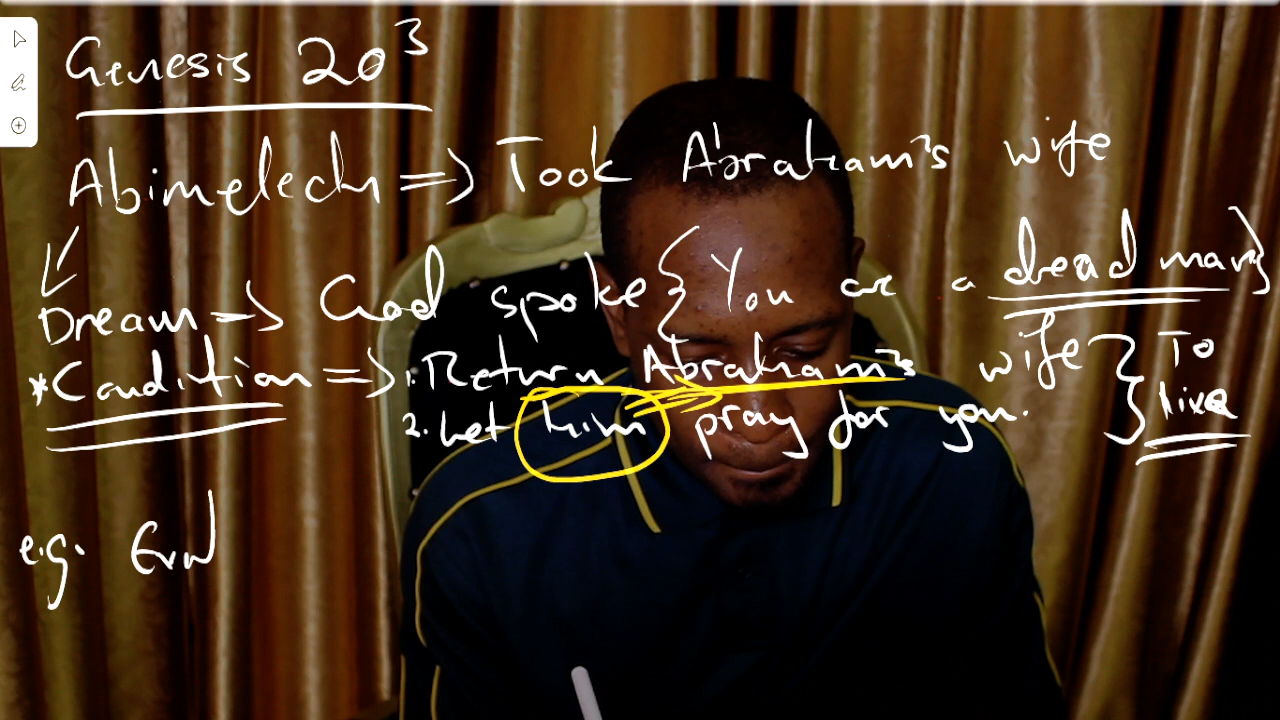 Genesis 20³
Abimelech => Took Abraham's wife
Dream => God spoke {You are a dead man}
*Condition => 1. Return Abraham's wife } To
2. Let him => pray for you. } live
e.g.